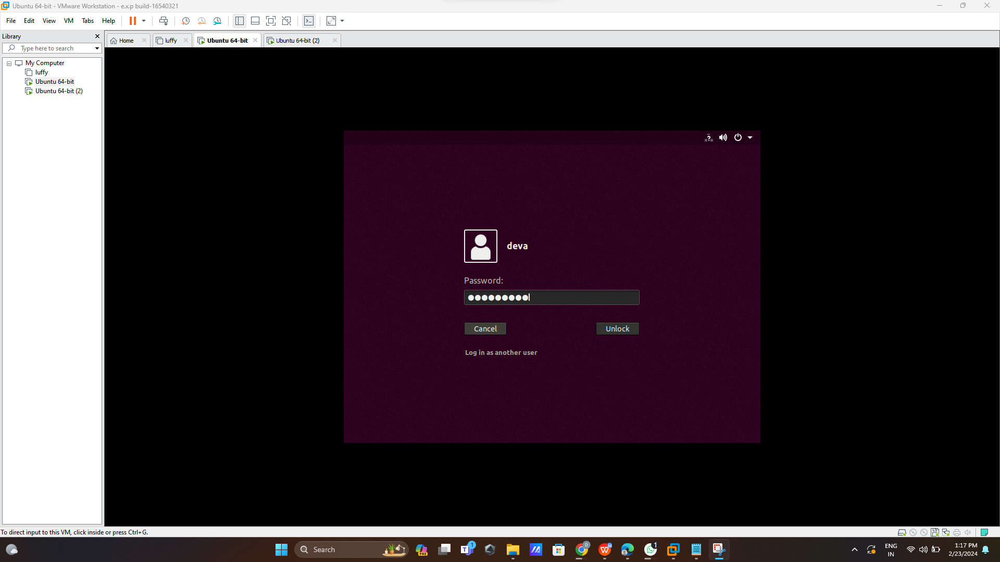 Ubuntu 64-bit - VMware Workstation - e.x.p build-16540321
File Edit View VM Tabs Help
Library
Type here to search
Home
luffy
Ubuntu 64-bit
Ubuntu 64-bit (2)
My Computer
luffy
Ubuntu 64-bit
Ubuntu 64-bit (2)
deva
Password:
Cancel
Unlock
Log in as another user
To direct input to this VM, click inside or press Ctrl+G.
Search
PRE
1
D
1
ENG
IN
1:17 PM
2/23/2024